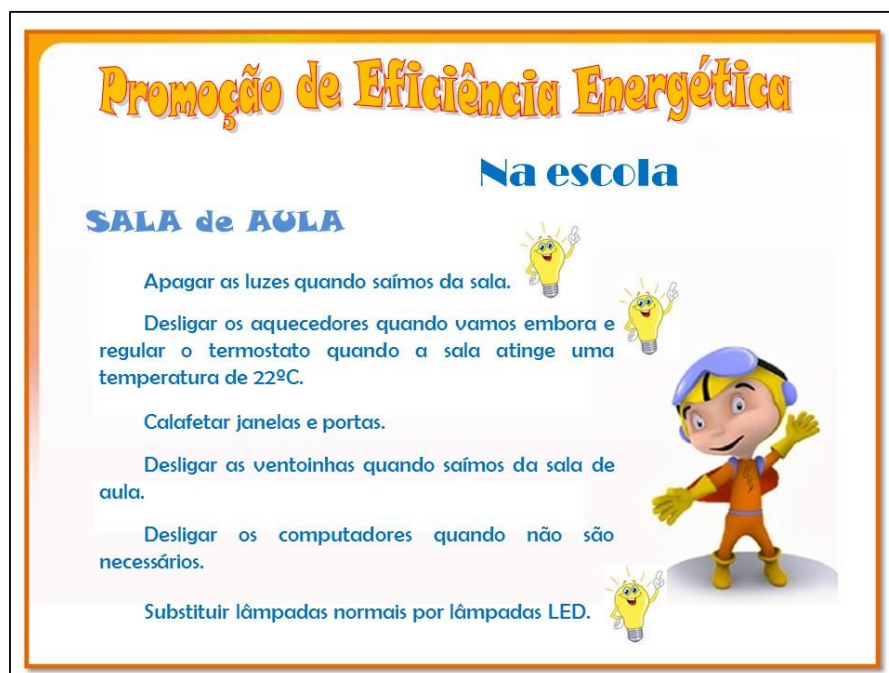 Promoção de Eficiência Energética
Na escola
SALA de AULA
Apagar as luzes quando saímos da sala.
Desligar os aquecedores quando vamos embora e
regular o termostato quando a sala atinge uma
temperatura de 22ºC.
Calafetar janelas e portas.
Desligar as ventoinhas quando saímos da sala de
aula.
Desligar os computadores quando não são
necessários.
Substituir lâmpadas normais por lâmpadas LED.